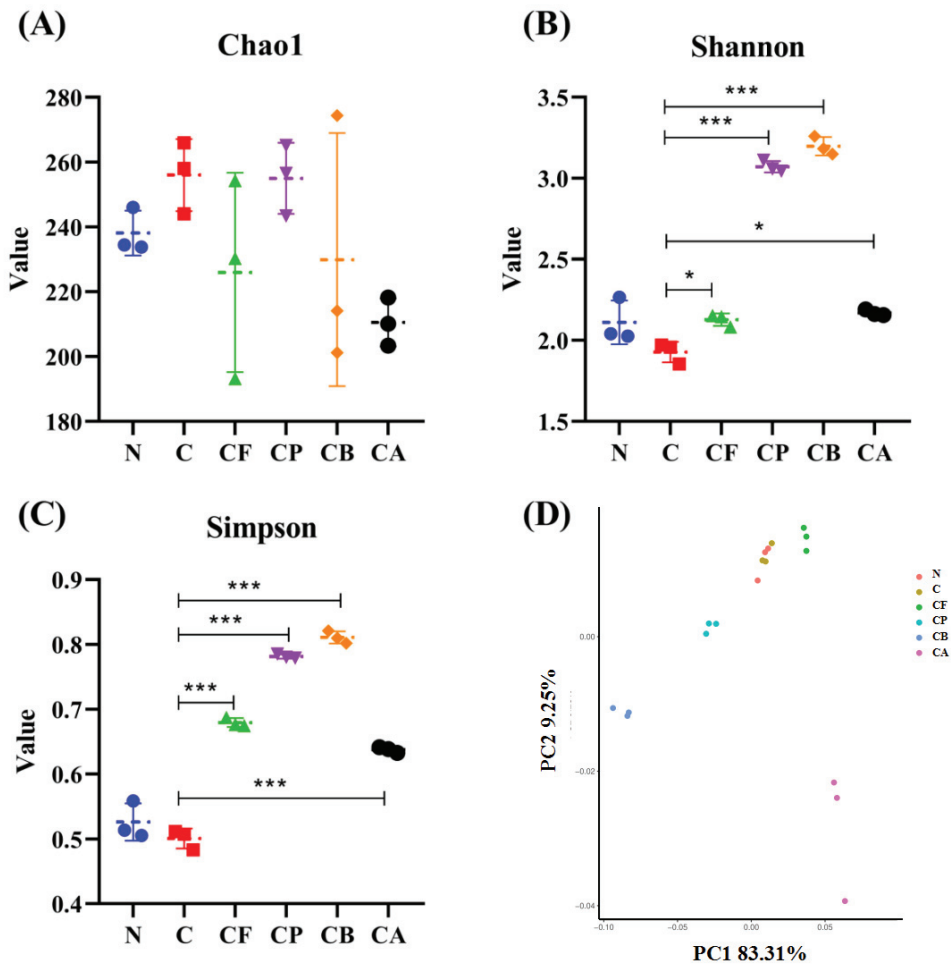 (A)
Chao1
Value
280
260
240
220
200
180
N C CF CP CB CA
(B)
Shannon
Value
3.5
3.0
2.5
2.0
1.5
***
***
*
*
N C CF CP CB CA
(C)
Simpson
Value
0.9
0.8
0.7
0.6
0.5
0.4
***
***
***
***
N C CF CP CB CA
(D)
PC2 9.25%
0.00
−0.02
−0.04
−0.10 −0.05 0.00 0.05
PC1 83.31%
N
C
CF
CP
CB
CA